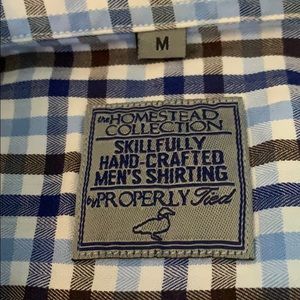 M
the HOMESTEAD
COLLECTION
SKILLFULLY
HAND-CRAFTED
MEN'S SHIRTING
by PROPERLY Tied